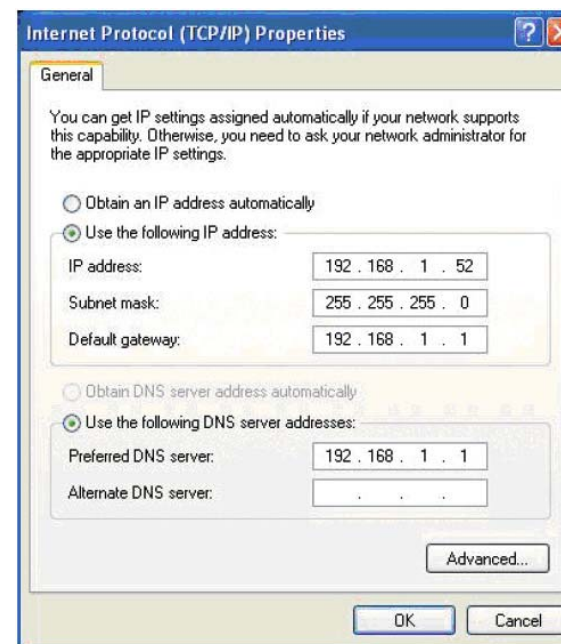 Internet Protocol (TCP/IP) Properties
General
You can get IP settings assigned automatically if your network supports
this capability. Otherwise, you need to ask your network administrator for
the appropriate IP settings.
Obtain an IP address automatically
Use the following IP address:
IP address: 192 . 168 . 1 . 52
Subnet mask: 255 . 255 . 255 . 0
Default gateway: 192 . 168 . 1 . 1
Obtain DNS server address automatically
Use the following DNS server addresses:
Preferred DNS server: 192 . 168 . 1 . 1
Alternate DNS server: . . .
Advanced...
OK Cancel